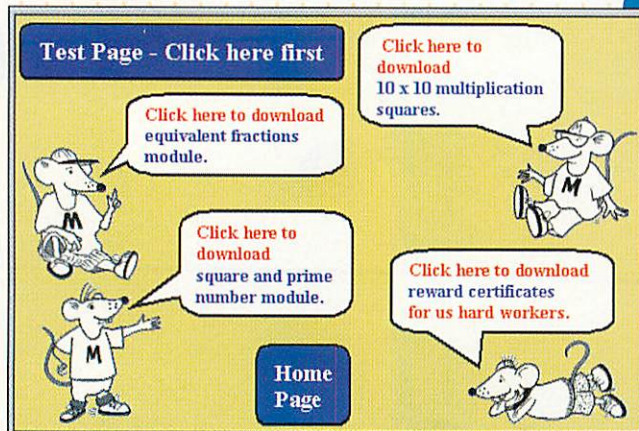 Test Page - Click here first
Click here to
download
10 x 10 multiplication
squares.
Click here to download
equivalent fractions
module.
M
M
Click here to
download
square and prime
number module.
Click here to download
reward certificates
for us hard workers.
M
Home
Page